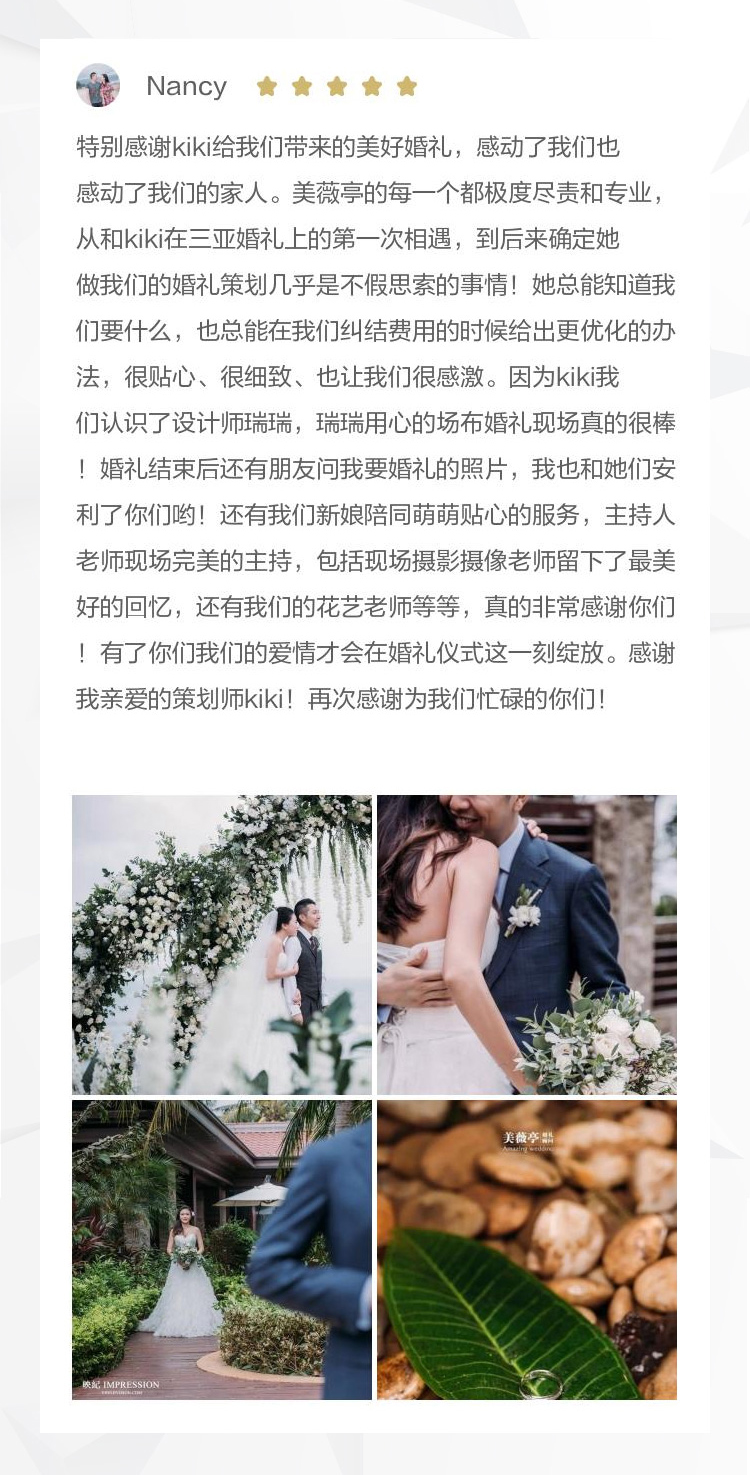 Nancy
特别感谢kiki给我们带来的美好婚礼，感动了我们也
感动了我们的家人。美薇亭的每一个都极度尽责和专业，
从和kiki在三亚婚礼上的第一次相遇，到后来确定她
做我们的婚礼策划几乎是不假思索的事情！她总能知道我
们要什么，也总能在我们纠结费用的时候给出更优化的办
法，很贴心、很细致、也让我们很感激。因为kiki我
们认识了设计师瑞瑞，瑞瑞用心的场布婚礼现场真的很棒
！婚礼结束后还有朋友问我要婚礼的照片，我也和她们安
利了你们哟！还有我们新娘陪同萌萌贴心的服务，主持人
老师现场完美的主持，包括现场摄影摄像老师留下了最美
好的回忆，还有我们的花艺老师等等，真的非常感谢你们
！有了你们我们的爱情才会在婚礼仪式这一刻绽放。感谢
我亲爱的策划师kiki！再次感谢为我们忙碌的你们！
美薇亭 婚礼顾问
Amazing wedding
映纪 IMPRESSION